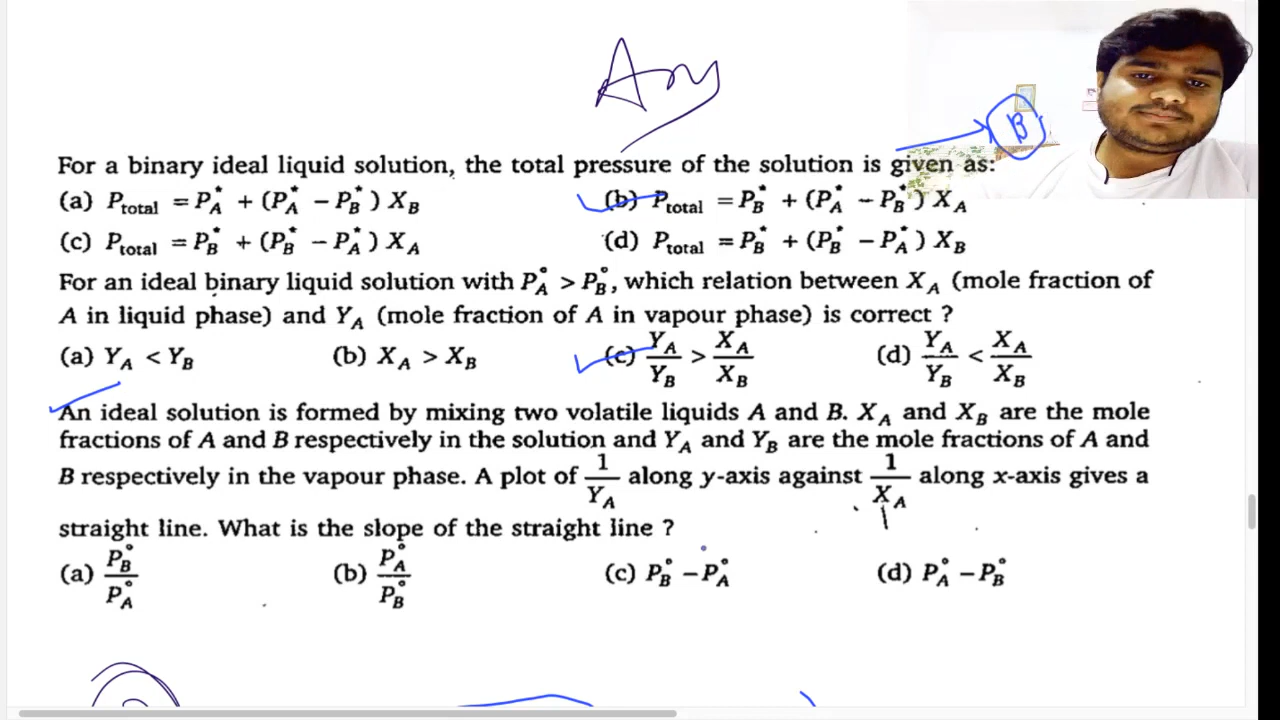 Ans
B
For a binary ideal liquid solution, the total pressure of the solution is given as:
(a) P_total = P_A^* + (P_A^* − P_B^*) X_B (b) P_total = P_B^* + (P_A^* − P_B^*) X_A
(c) P_total = P_B^* + (P_B^* − P_A^*) X_A (d) P_total = P_B^* + (P_B^* − P_A^*) X_B
For an ideal binary liquid solution with P_A^° > P_B^°, which relation between X_A (mole fraction of
A in liquid phase) and Y_A (mole fraction of A in vapour phase) is correct ?
(a) Y_A < Y_B (b) X_A > X_B (c) Y_A/Y_B > X_A/X_B (d) Y_A/Y_B < X_A/X_B
An ideal solution is formed by mixing two volatile liquids A and B. X_A and X_B are the mole
fractions of A and B respectively in the solution and Y_A and Y_B are the mole fractions of A and
B respectively in the vapour phase. A plot of 1/Y_A along y-axis against 1/X_A along x-axis gives a
straight line. What is the slope of the straight line ?
(a) P_B^°/P_A^° (b) P_A^°/P_B^° (c) P_B^° − P_A^° (d) P_A^° − P_B^°